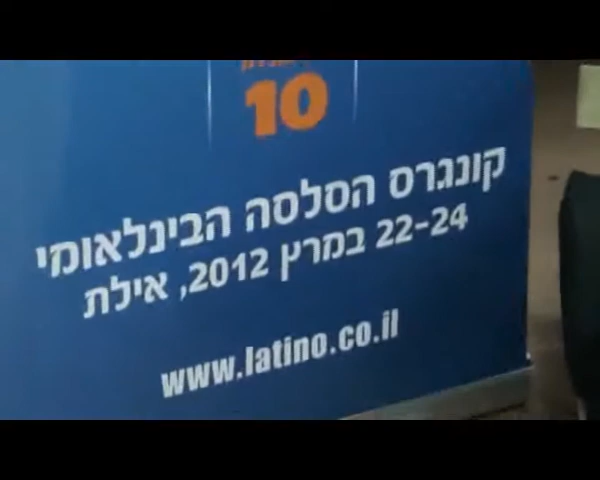 10
קונגרס הסלסה הבינלאומי
22-24 במרץ 2012, אילת
www.latino.co.il